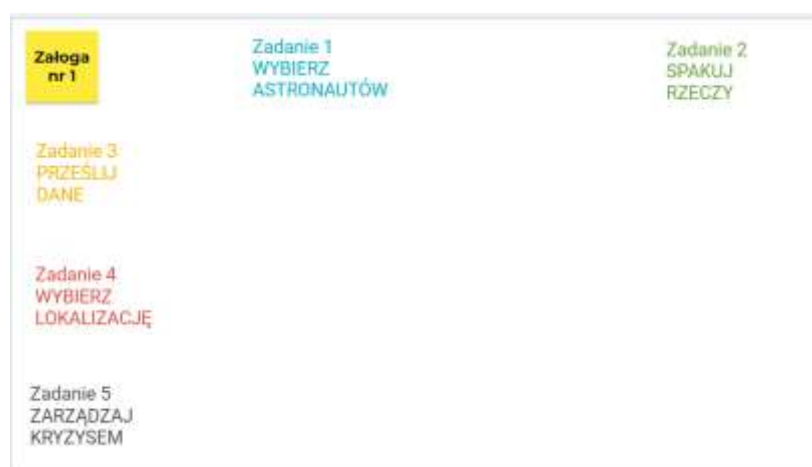 Załoga
nr 1
Zadanie 1
WYBIERZ
ASTRONAUTÓW
Zadanie 2
SPAKUJ
RZECZY
Zadanie 3
PRZEŚLIJ
DANE
Zadanie 4
WYBIERZ
LOKALIZACJĘ
Zadanie 5
ZARZĄDZAJ
KRYZYSEM